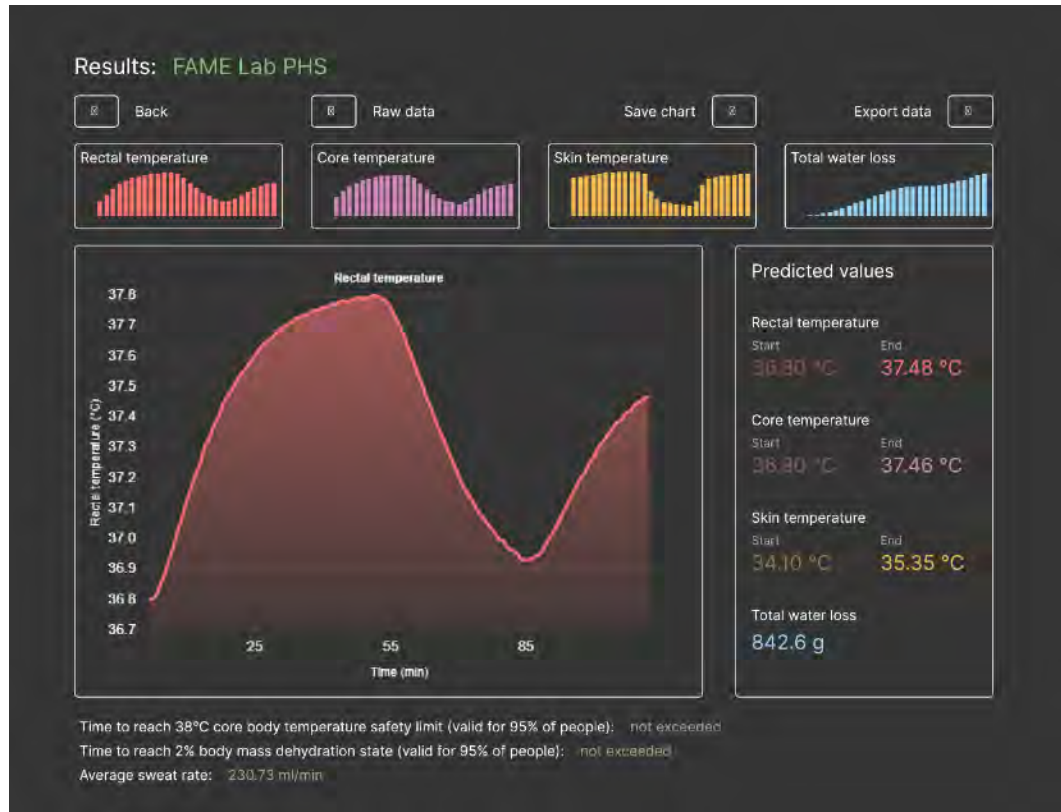 Results: FAME Lab PHS
Back
Raw data
Save chart
Export data
Rectal temperature
Core temperature
Skin temperature
Total water loss
Rectal temperature
Rectal temperature (°C)
37.8
37.7
37.6
37.5
37.4
37.3
37.2
37.1
37.0
36.9
36.8
36.7
25 55 85
Time (min)
Predicted values
Rectal temperature
Start End
36.80 °C 37.48 °C
Core temperature
Start End
36.80 °C 37.46 °C
Skin temperature
Start End
34.10 °C 35.35 °C
Total water loss
842.6 g
Time to reach 38°C core body temperature safety limit (valid for 95% of people): not exceeded
Time to reach 2% body mass dehydration state (valid for 95% of people): not exceeded
Average sweat rate: 230.73 ml/min